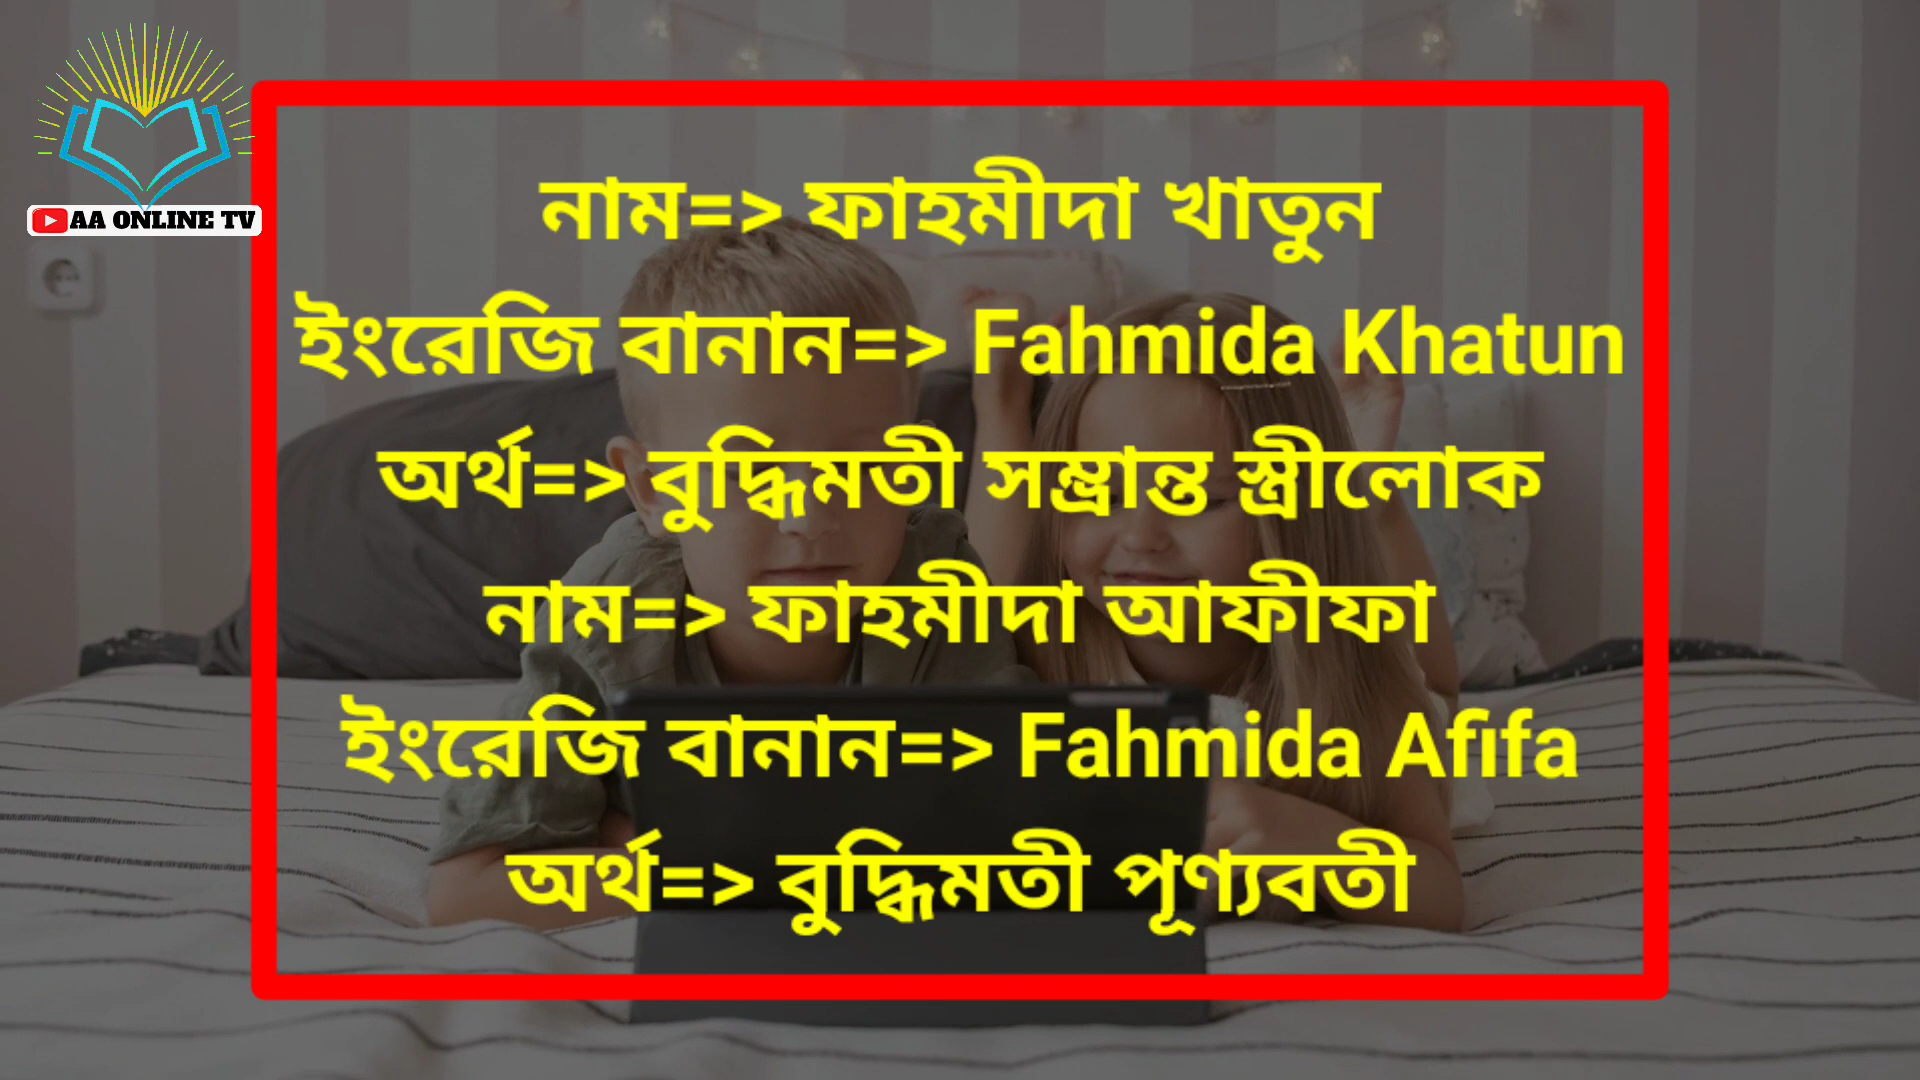 AA ONLINE TV
নাম=> ফাহমীদা খাতুন
ইংরেজি বানান=> Fahmida Khatun
অর্থ=> বুদ্ধিমতী সম্ভ্রান্ত স্ত্রীলোক
নাম=> ফাহমীদা আফীফা
ইংরেজি বানান=> Fahmida Afifa
অর্থ=> বুদ্ধিমতী পূণ্যবতী